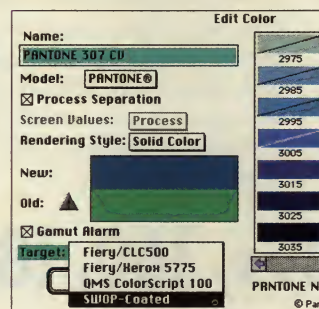 Edit Color
Name:
PANTONE 307 CV
Model: PANTONE®
Process Separation
Screen Values: Process
Rendering Style: Solid Color
New:
Old:
Gamut Alarm
Target:
Fiery/CLC500
Fiery/Xerox 5775
QMS ColorScript 100
SWOP-Coated
2975
2985
2995
3005
3015
3025
3035
PANTONE N
© Pan